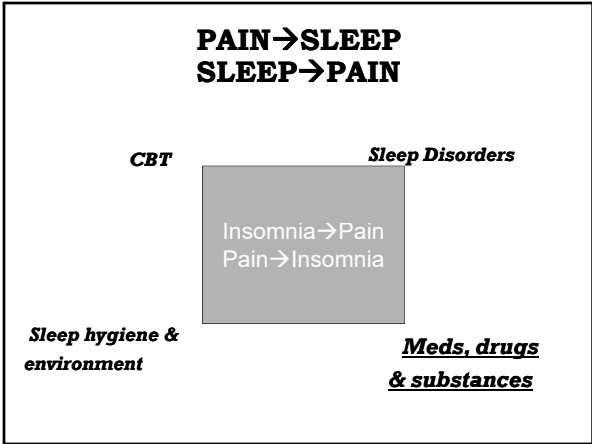 PAIN→SLEEP
SLEEP→PAIN
CBT
Sleep Disorders
Insomnia→Pain
Pain→Insomnia
Sleep hygiene &
environment
Meds, drugs
& substances